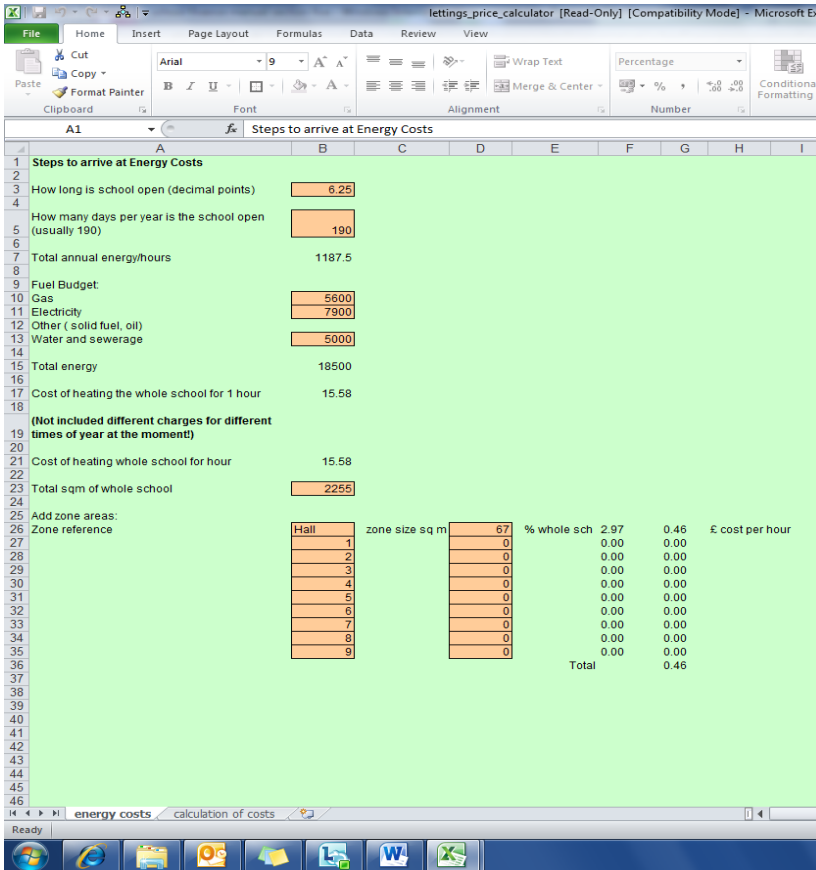 lettings_price_calculator [Read-Only] [Compatibility Mode] - Microsoft Ex
File Home Insert Page Layout Formulas Data Review View
Paste
Cut
Copy
Format Painter
Clipboard
Arial 9 A A
B I U A
Font
Wrap Text
Merge & Center
Alignment
Percentage
% , .00 .00
Number
Conditiona
Formatting
A1 fx Steps to arrive at Energy Costs
A B C D E F G H I
1 Steps to arrive at Energy Costs
2
3 How long is school open (decimal points) 6.25
4
How many days per year is the school open
5 (usually 190) 190
6
7 Total annual energy/hours 1187.5
8
9 Fuel Budget:
10 Gas 5600
11 Electricity 7900
12 Other ( solid fuel, oil)
13 Water and sewerage 5000
14
15 Total energy 18500
16
17 Cost of heating the whole school for 1 hour 15.58
18
(Not included different charges for different
19 times of year at the moment!)
20
21 Cost of heating whole school for hour 15.58
22
23 Total sqm of whole school 2255
24
25 Add zone areas:
26 Zone reference Hall zone size sq m 67 % whole sch 2.97 0.46 £ cost per hour
27 1 0 0.00 0.00
28 2 0 0.00 0.00
29 3 0 0.00 0.00
30 4 0 0.00 0.00
31 5 0 0.00 0.00
32 6 0 0.00 0.00
33 7 0 0.00 0.00
34 8 0 0.00 0.00
35 9 0 0.00 0.00
36 Total 0.46
37
38
39
40
41
42
43
44
45
46
energy costs calculation of costs
Ready